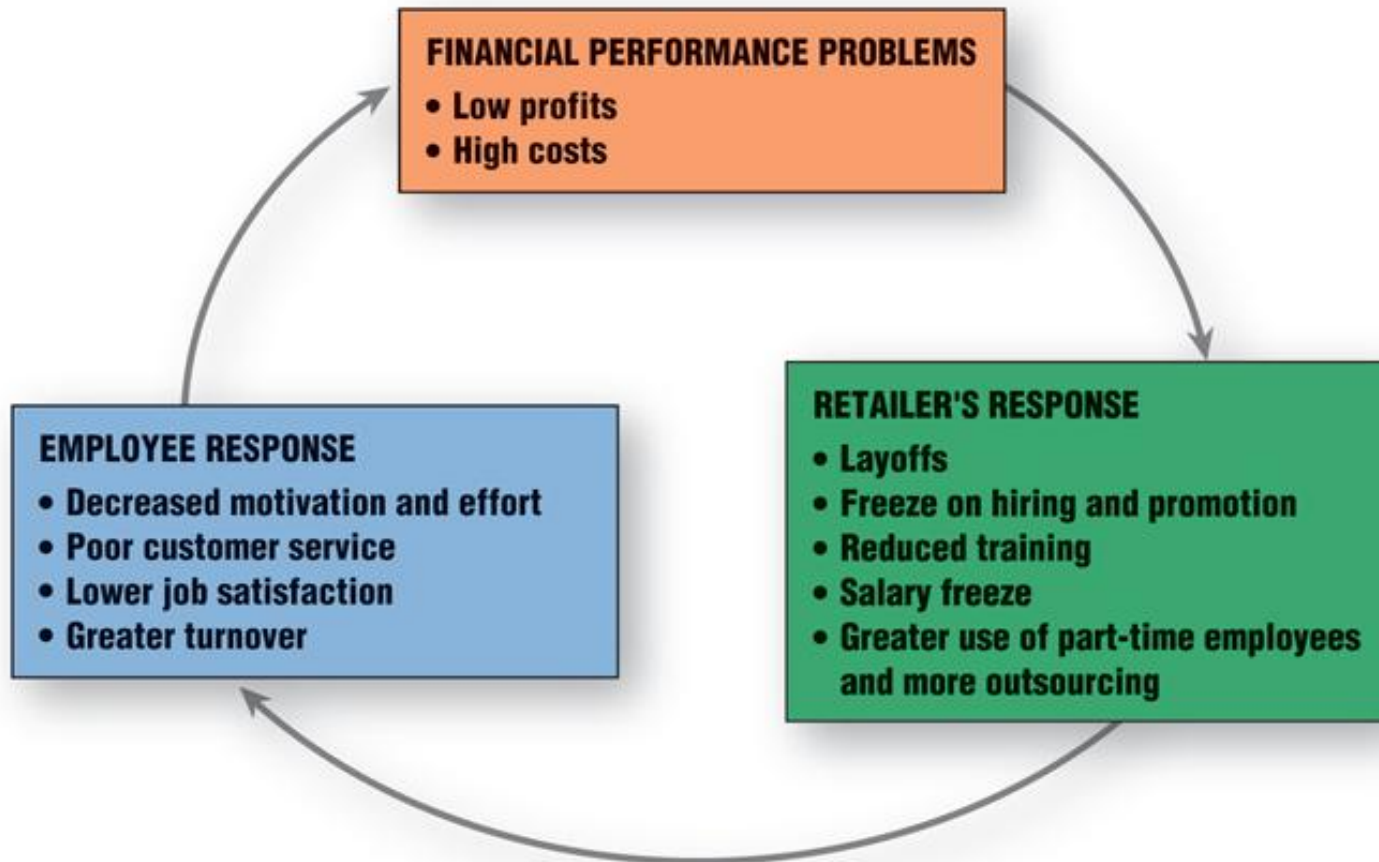 FINANCIAL PERFORMANCE PROBLEMS
• Low profits
• High costs
RETAILER'S RESPONSE
• Layoffs
• Freeze on hiring and promotion
• Reduced training
• Salary freeze
• Greater use of part-time employees
and more outsourcing
EMPLOYEE RESPONSE
• Decreased motivation and effort
• Poor customer service
• Lower job satisfaction
• Greater turnover